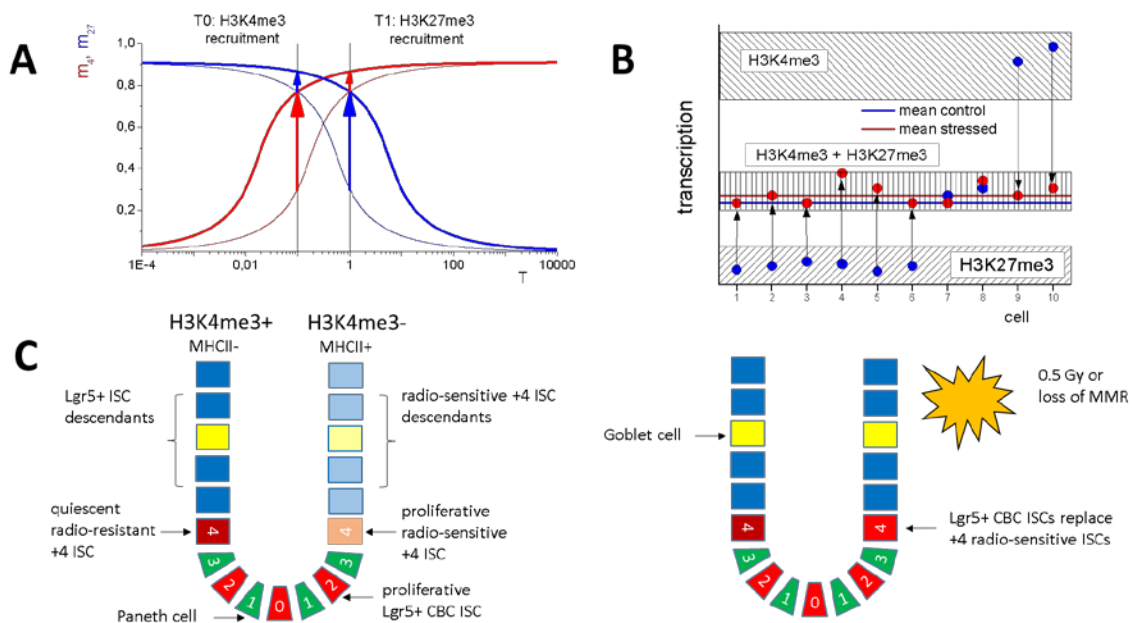 A
T0: H3K4me3
recruitment
T1: H3K27me3
recruitment
m4, m27
1,0
0,8
0,6
0,4
0,2
1E-4
0,01
1
100
10000
T
B
H3K4me3
mean control
mean stressed
H3K4me3 + H3K27me3
H3K27me3
transcription
1
2
3
4
5
6
7
8
9
10
cell
C
H3K4me3+
MHCII-
H3K4me3-
MHCII+
Lgr5+ ISC
descendants
radio-sensitive +4 ISC
descendants
quiescent
radio-resistant
+4 ISC
proliferative
radio-sensitive
+4 ISC
4
3
2
1
0
1
2
3
4
Paneth cell
proliferative
Lgr5+ CBC ISC
0.5 Gy or
loss of MMR
Goblet cell
Lgr5+ CBC ISCs replace
+4 radio-sensitive ISCs
4
3
2
1
0
1
2
3
4